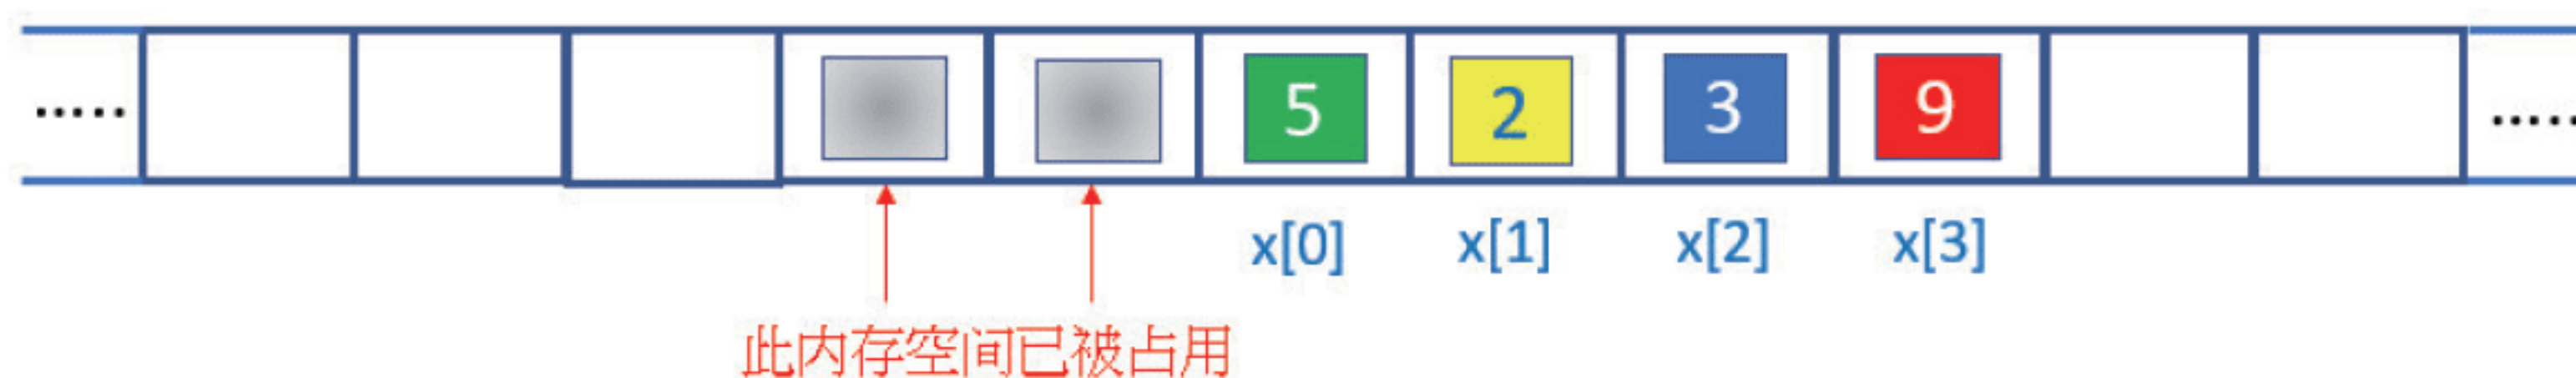 ..... 5 2 3 9 .....
x[0] x[1] x[2] x[3]
此内存空间已被占用